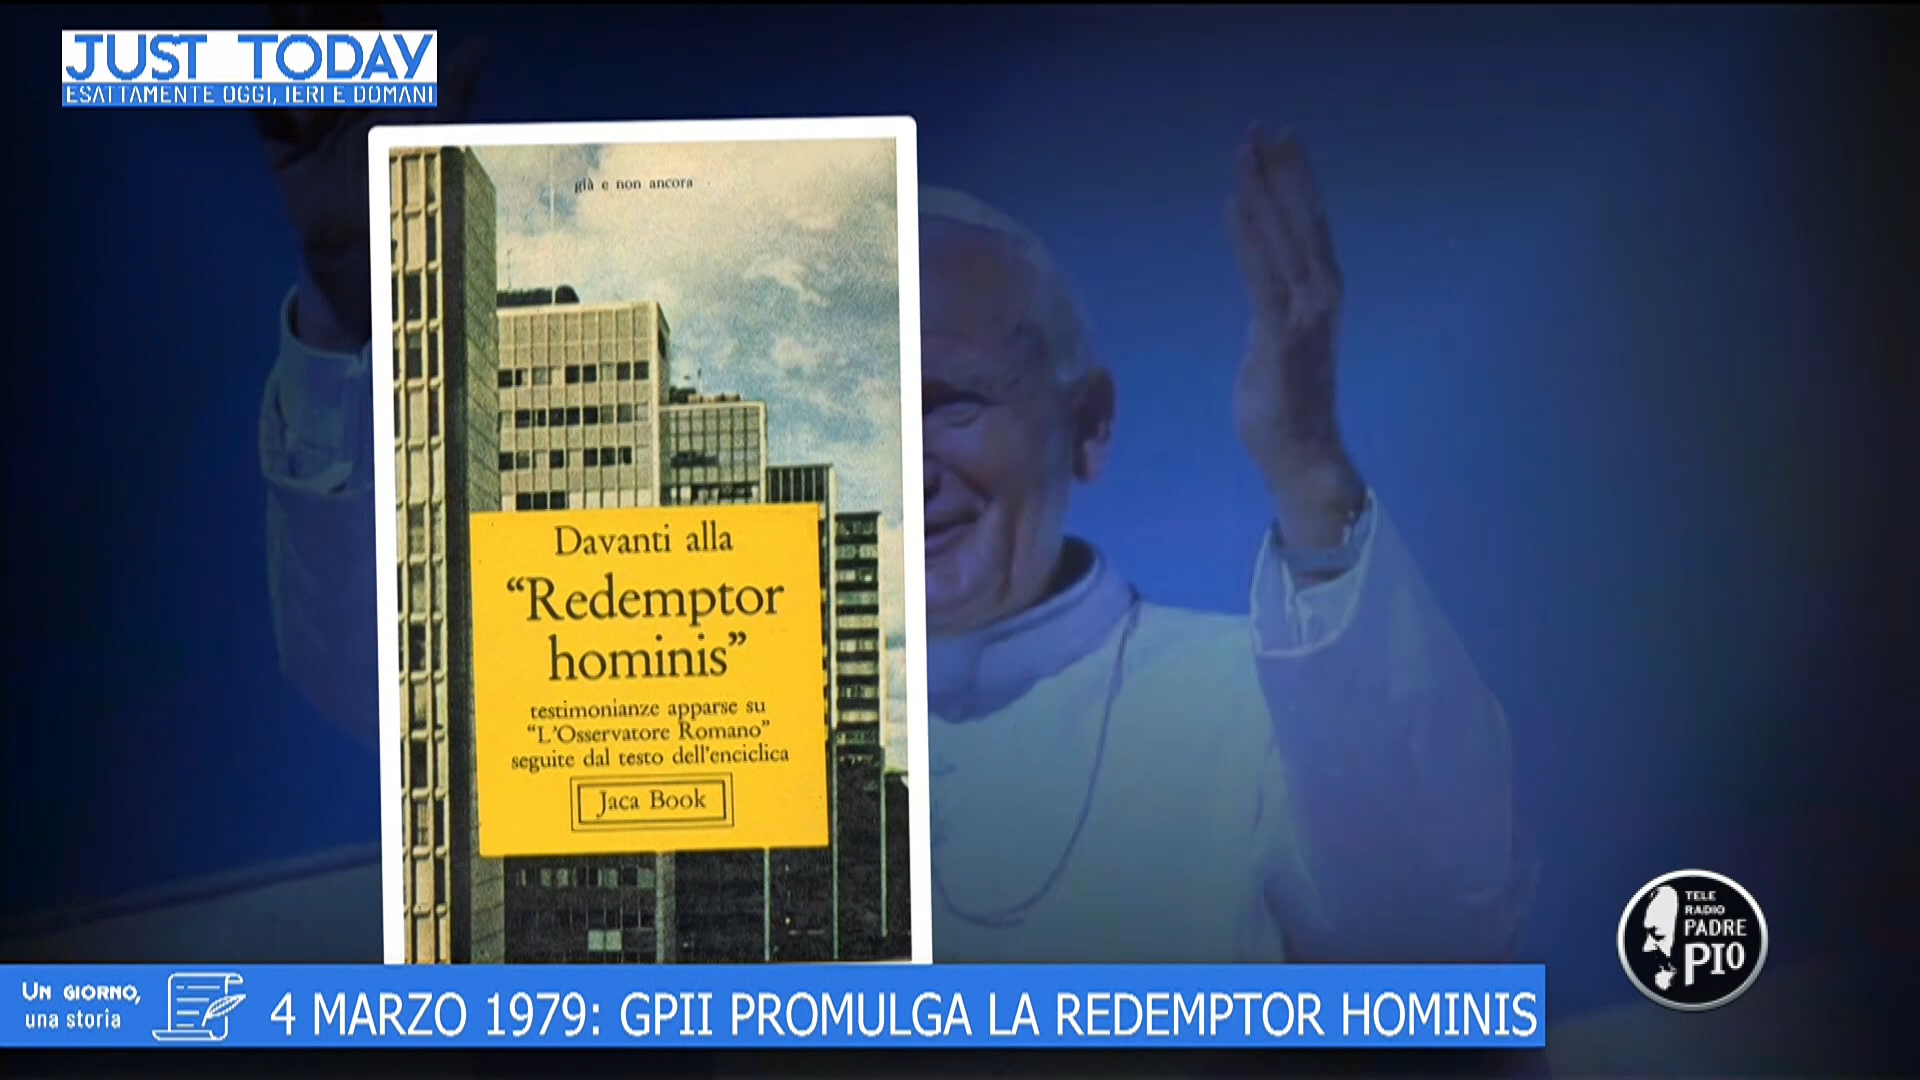 JUST TODAY
ESATTAMENTE OGGI, IERI E DOMANI
già e non ancora
Davanti alla
“Redemptor
hominis”
testimonianze apparse su
“L'Osservatore Romano”
seguite dal testo dell'enciclica
Jaca Book
TELE
RADIO
PADRE
PIO
UN GIORNO,
una storia
4 MARZO 1979: GPII PROMULGA LA REDEMPTOR HOMINIS